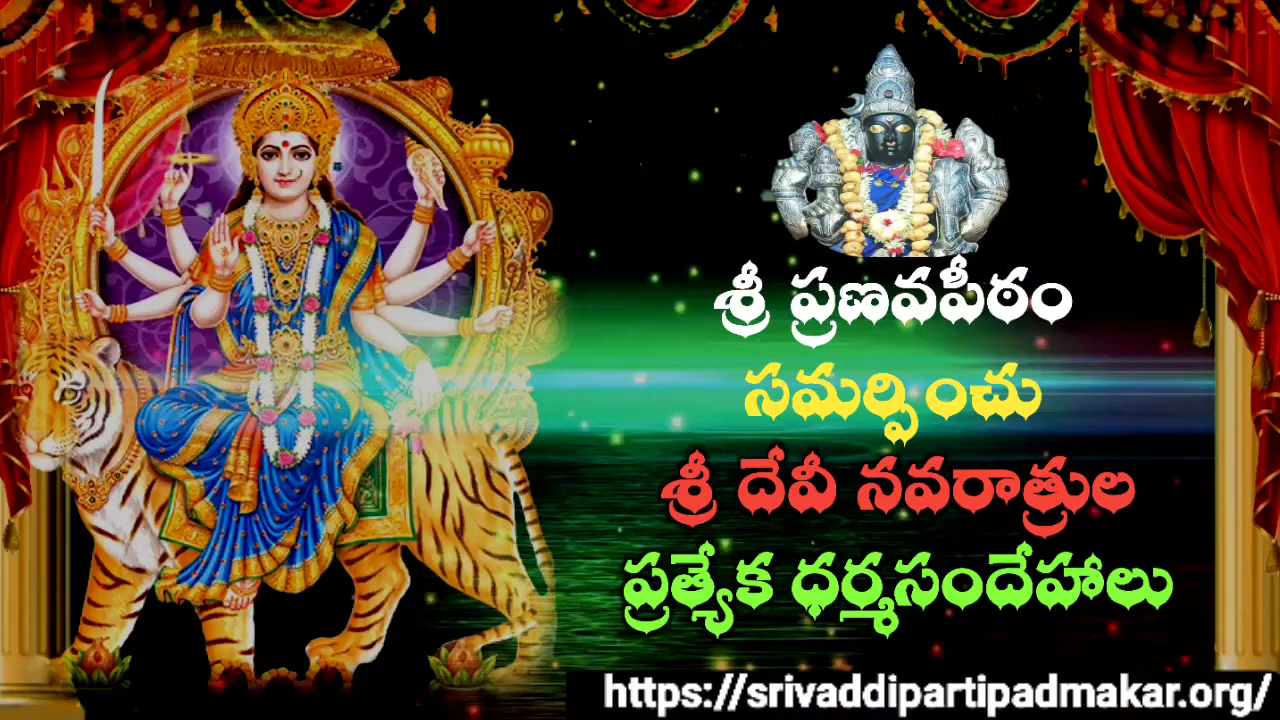 శ్రీ ప్రణవపీఠం
సమర్పించు
శ్రీ దేవీ నవరాత్రుల
ప్రత్యేక ధర్మసందేహాలు
https://srivaddipartipadmakar.org/